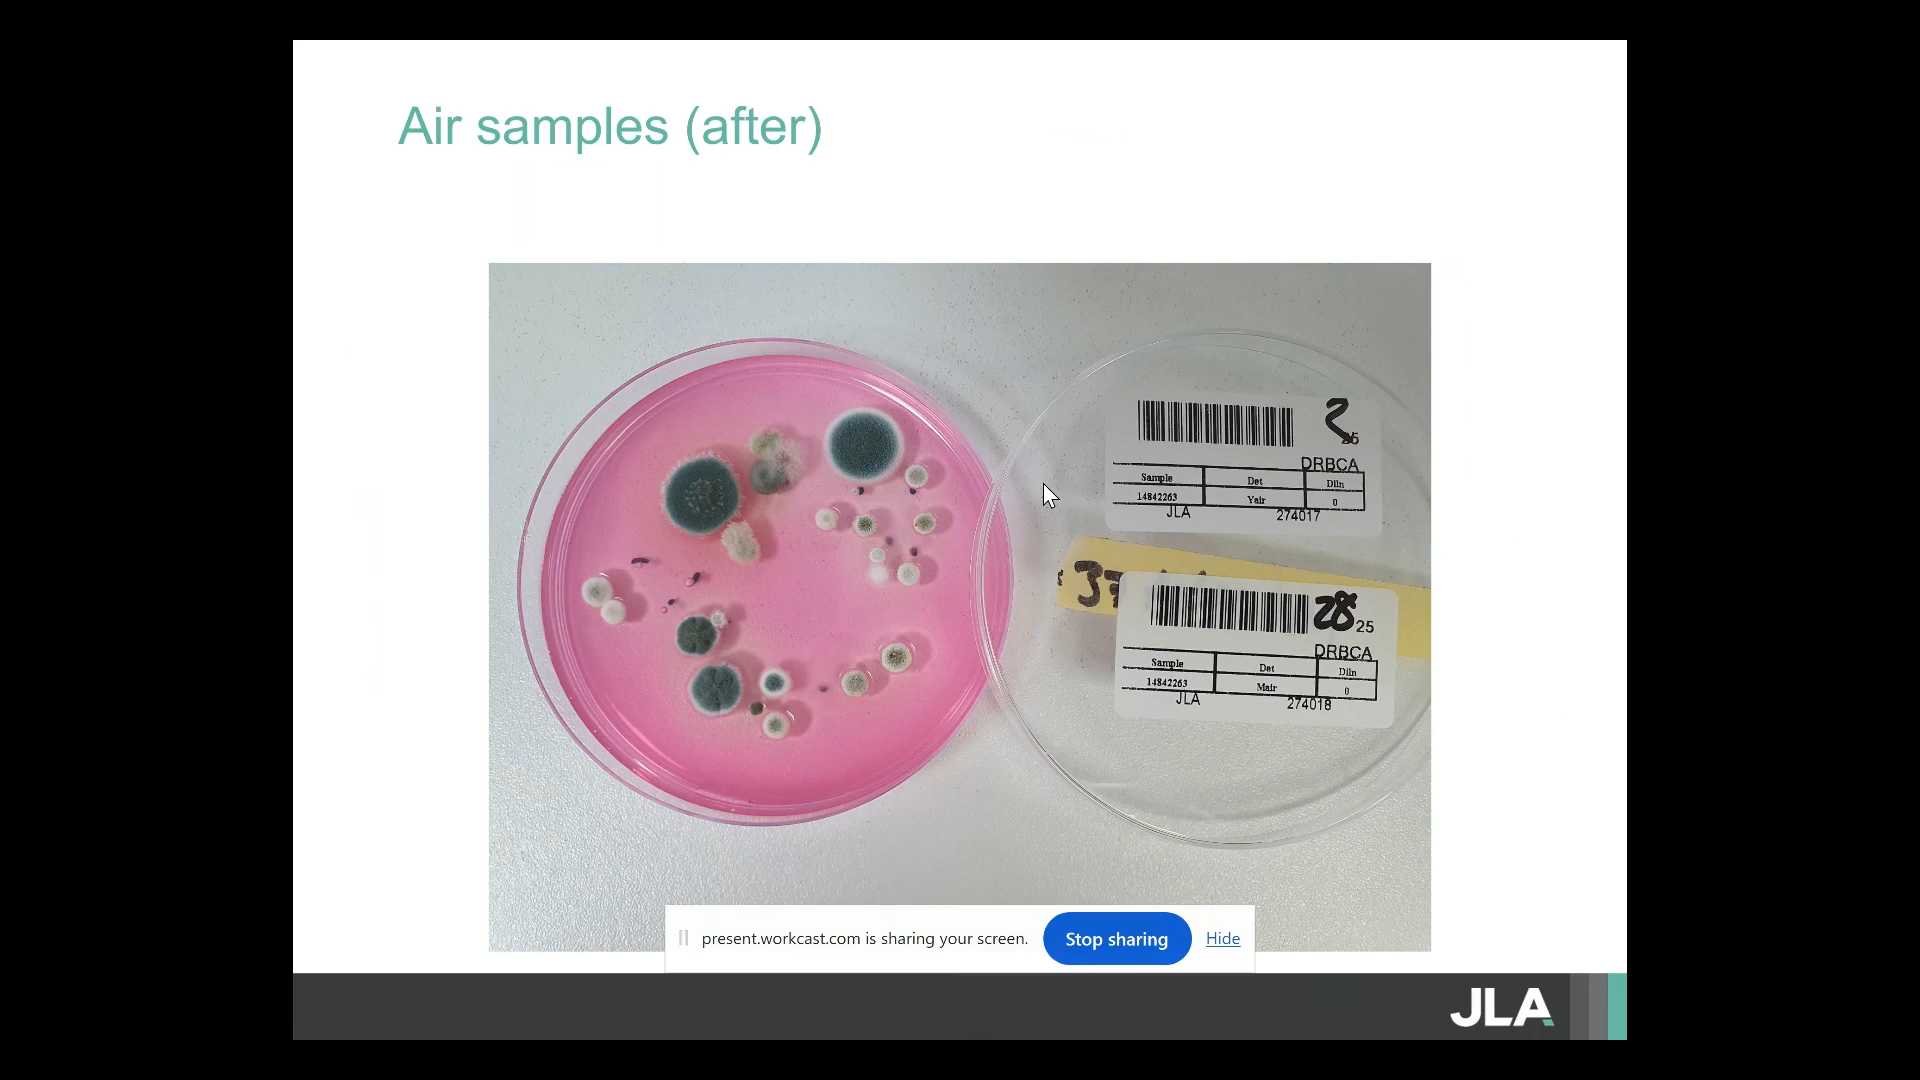 Air samples (after)
2
25
DRBCA
Sample Det Diln
14842263 Yair 0
JLA 274017
37
28 25
DRBCA
Sample Det Diln
14842263 Mair 0
JLA 274018
present.workcast.com is sharing your screen.
Stop sharing
Hide
JLA